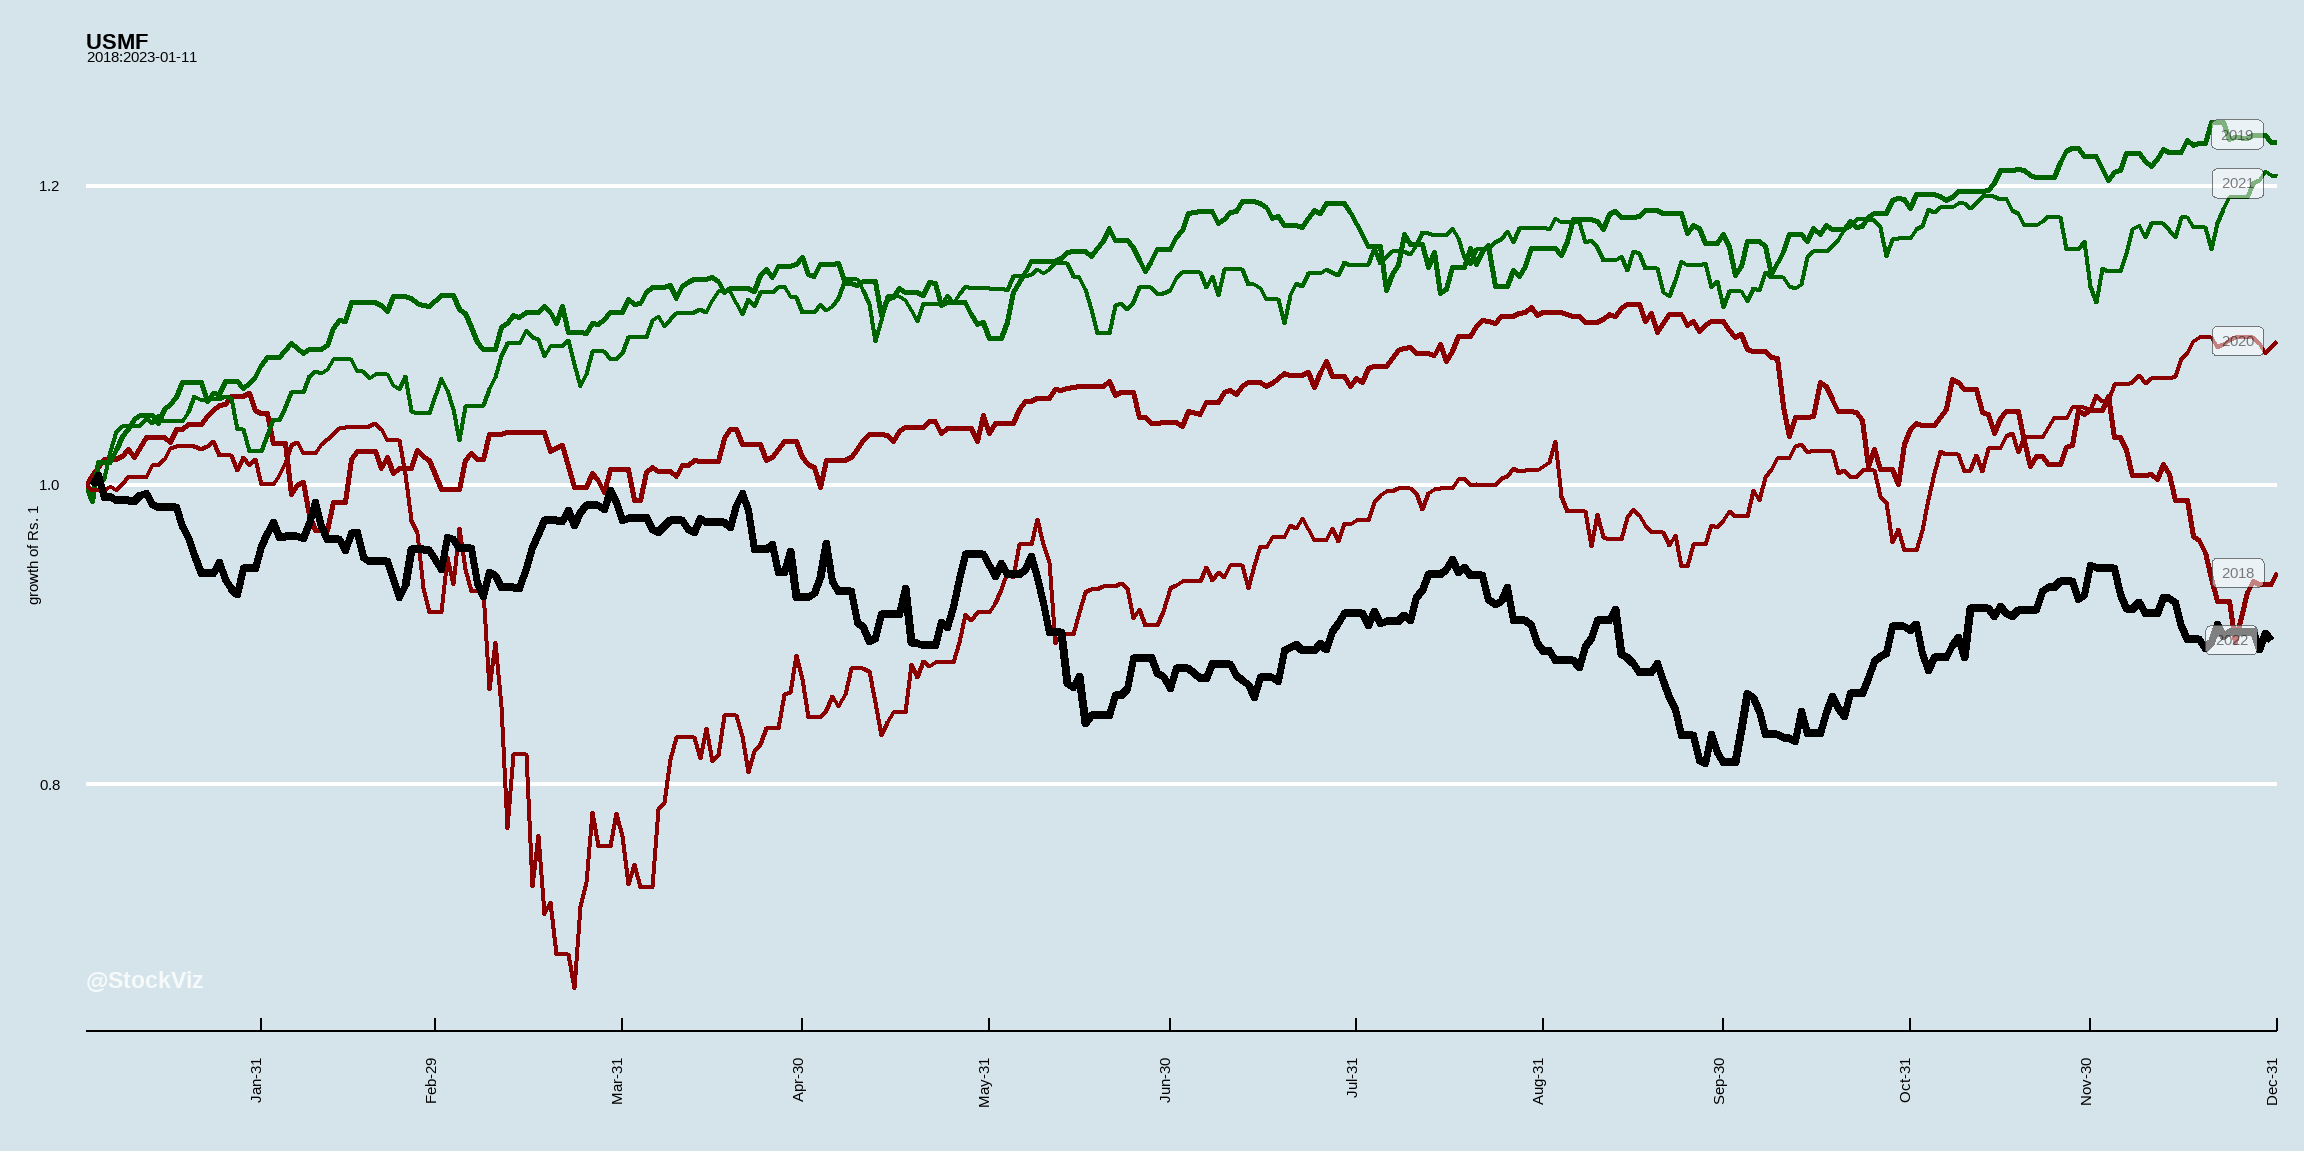 USMF
2018:2023-01-11
growth of Rs. 1
1.2
1.0
0.8
2019
2021
2020
2018
2022
@StockViz
Jan-31
Feb-29
Mar-31
Apr-30
May-31
Jun-30
Jul-31
Aug-31
Sep-30
Oct-31
Nov-30
Dec-31